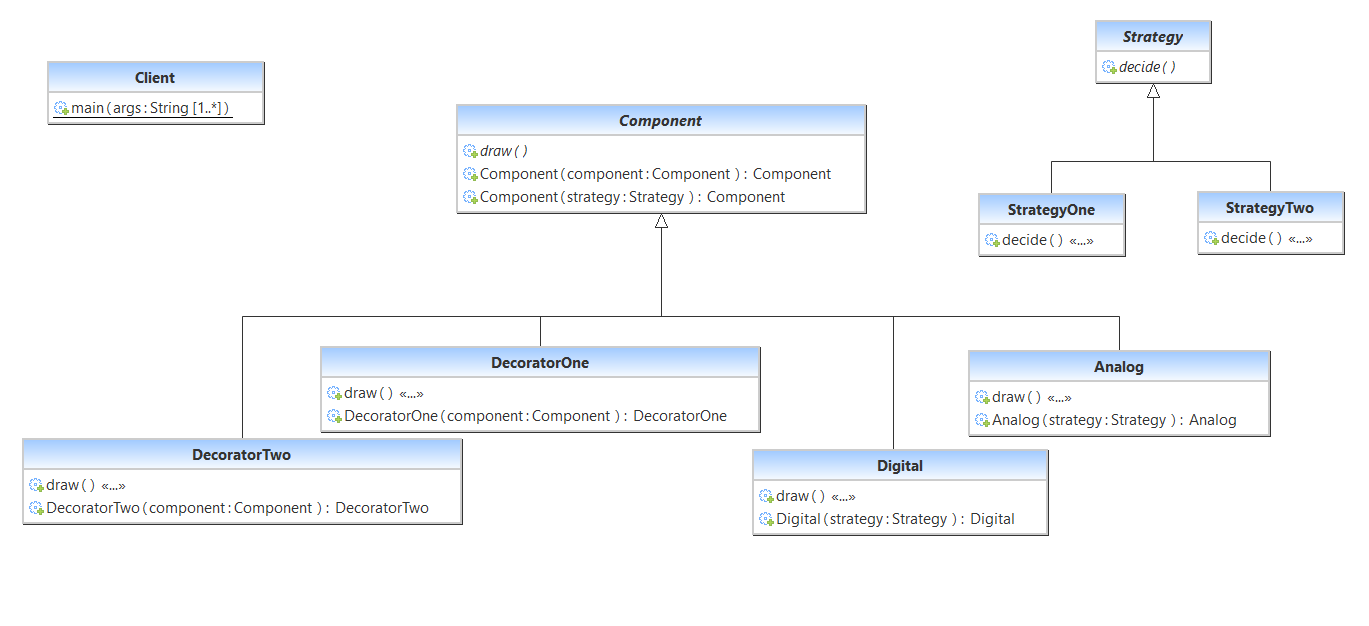 Client
main(args:String [1..*])
Component
draw()
Component(component:Component ): Component
Component(strategy:Strategy ): Component
Strategy
decide()
StrategyOne
decide() «...»
StrategyTwo
decide() «...»
DecoratorOne
draw() «...»
DecoratorOne(component:Component ): DecoratorOne
Analog
draw() «...»
Analog(strategy:Strategy ): Analog
DecoratorTwo
draw() «...»
DecoratorTwo(component:Component ): DecoratorTwo
Digital
draw() «...»
Digital(strategy:Strategy ): Digital